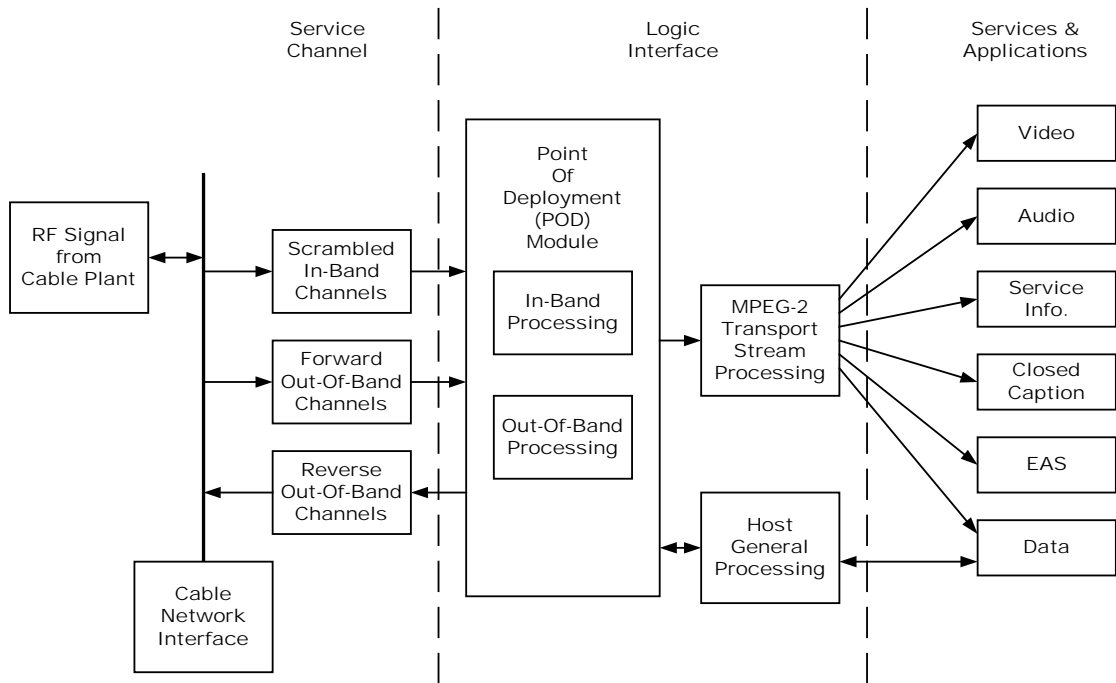 Service
Channel
Logic
Interface
Services &
Applications
RF Signal
from
Cable Plant
Scrambled
In-Band
Channels
Forward
Out-Of-Band
Channels
Reverse
Out-Of-Band
Channels
Cable
Network
Interface
Point
Of
Deployment
(POD)
Module
In-Band
Processing
Out-Of-Band
Processing
MPEG-2
Transport
Stream
Processing
Host
General
Processing
Video
Audio
Service
Info.
Closed
Caption
EAS
Data